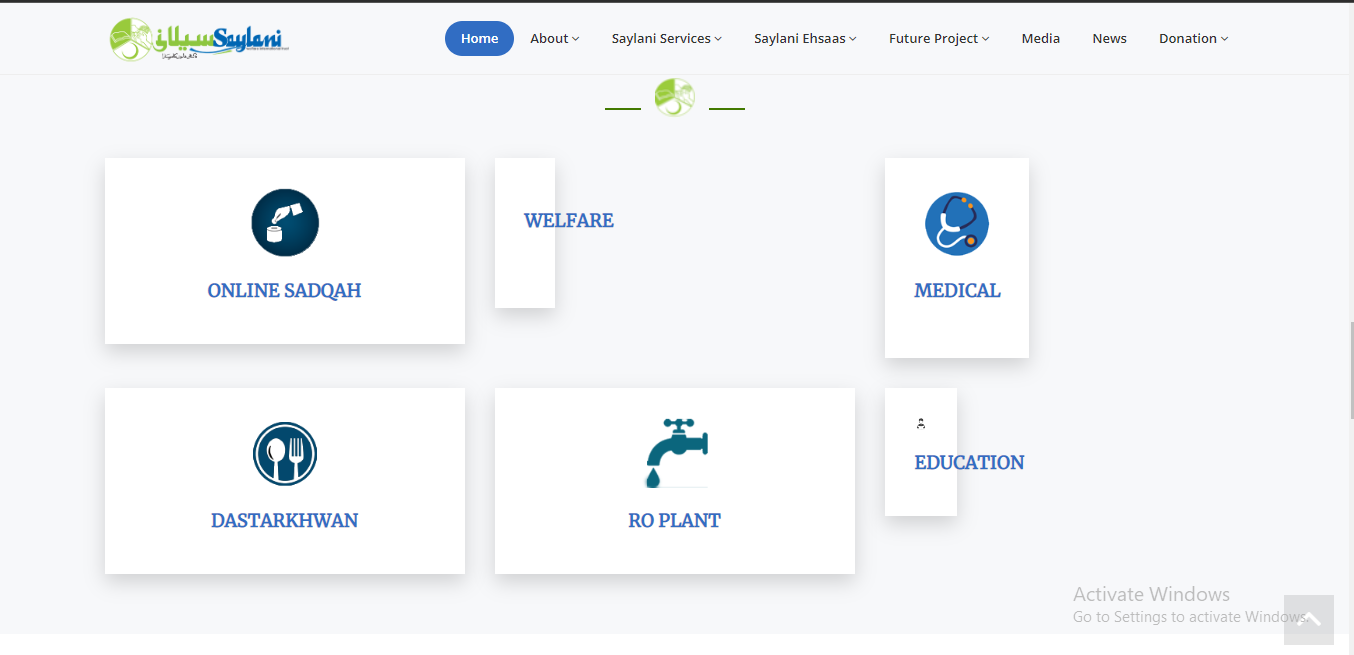 سیلانی Saylani
Home About Saylani Services Saylani Ehsaas Future Project Media News Donation
ONLINE SADQAH
WELFARE
MEDICAL
DASTARKHWAN
RO PLANT
EDUCATION
Activate Windows
Go to Settings to activate Windows.